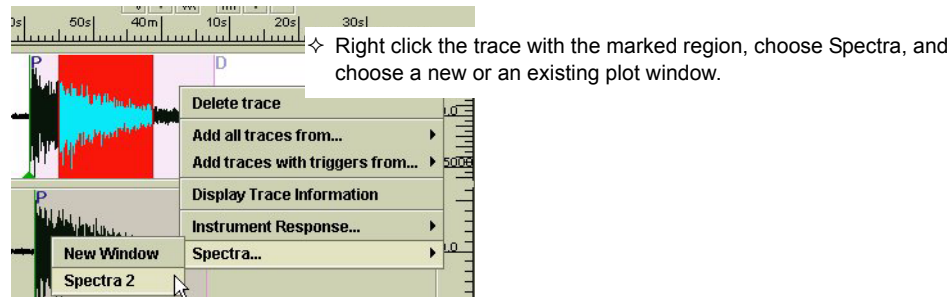 0s 50s 40m 10s 20s 30s
✧ Right click the trace with the marked region, choose Spectra, and
choose a new or an existing plot window.
P D
Delete trace
Add all traces from...
Add traces with triggers from...
Display Trace Information
P
Instrument Response...
New Window Spectra...
Spectra 2